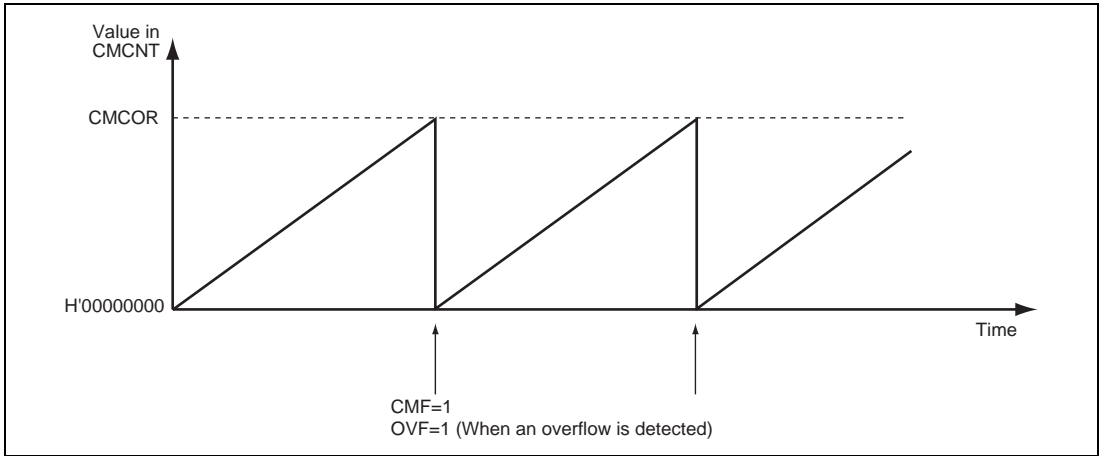 Value in
CMCNT
CMCOR
H'00000000
Time
CMF=1
OVF=1 (When an overflow is detected)